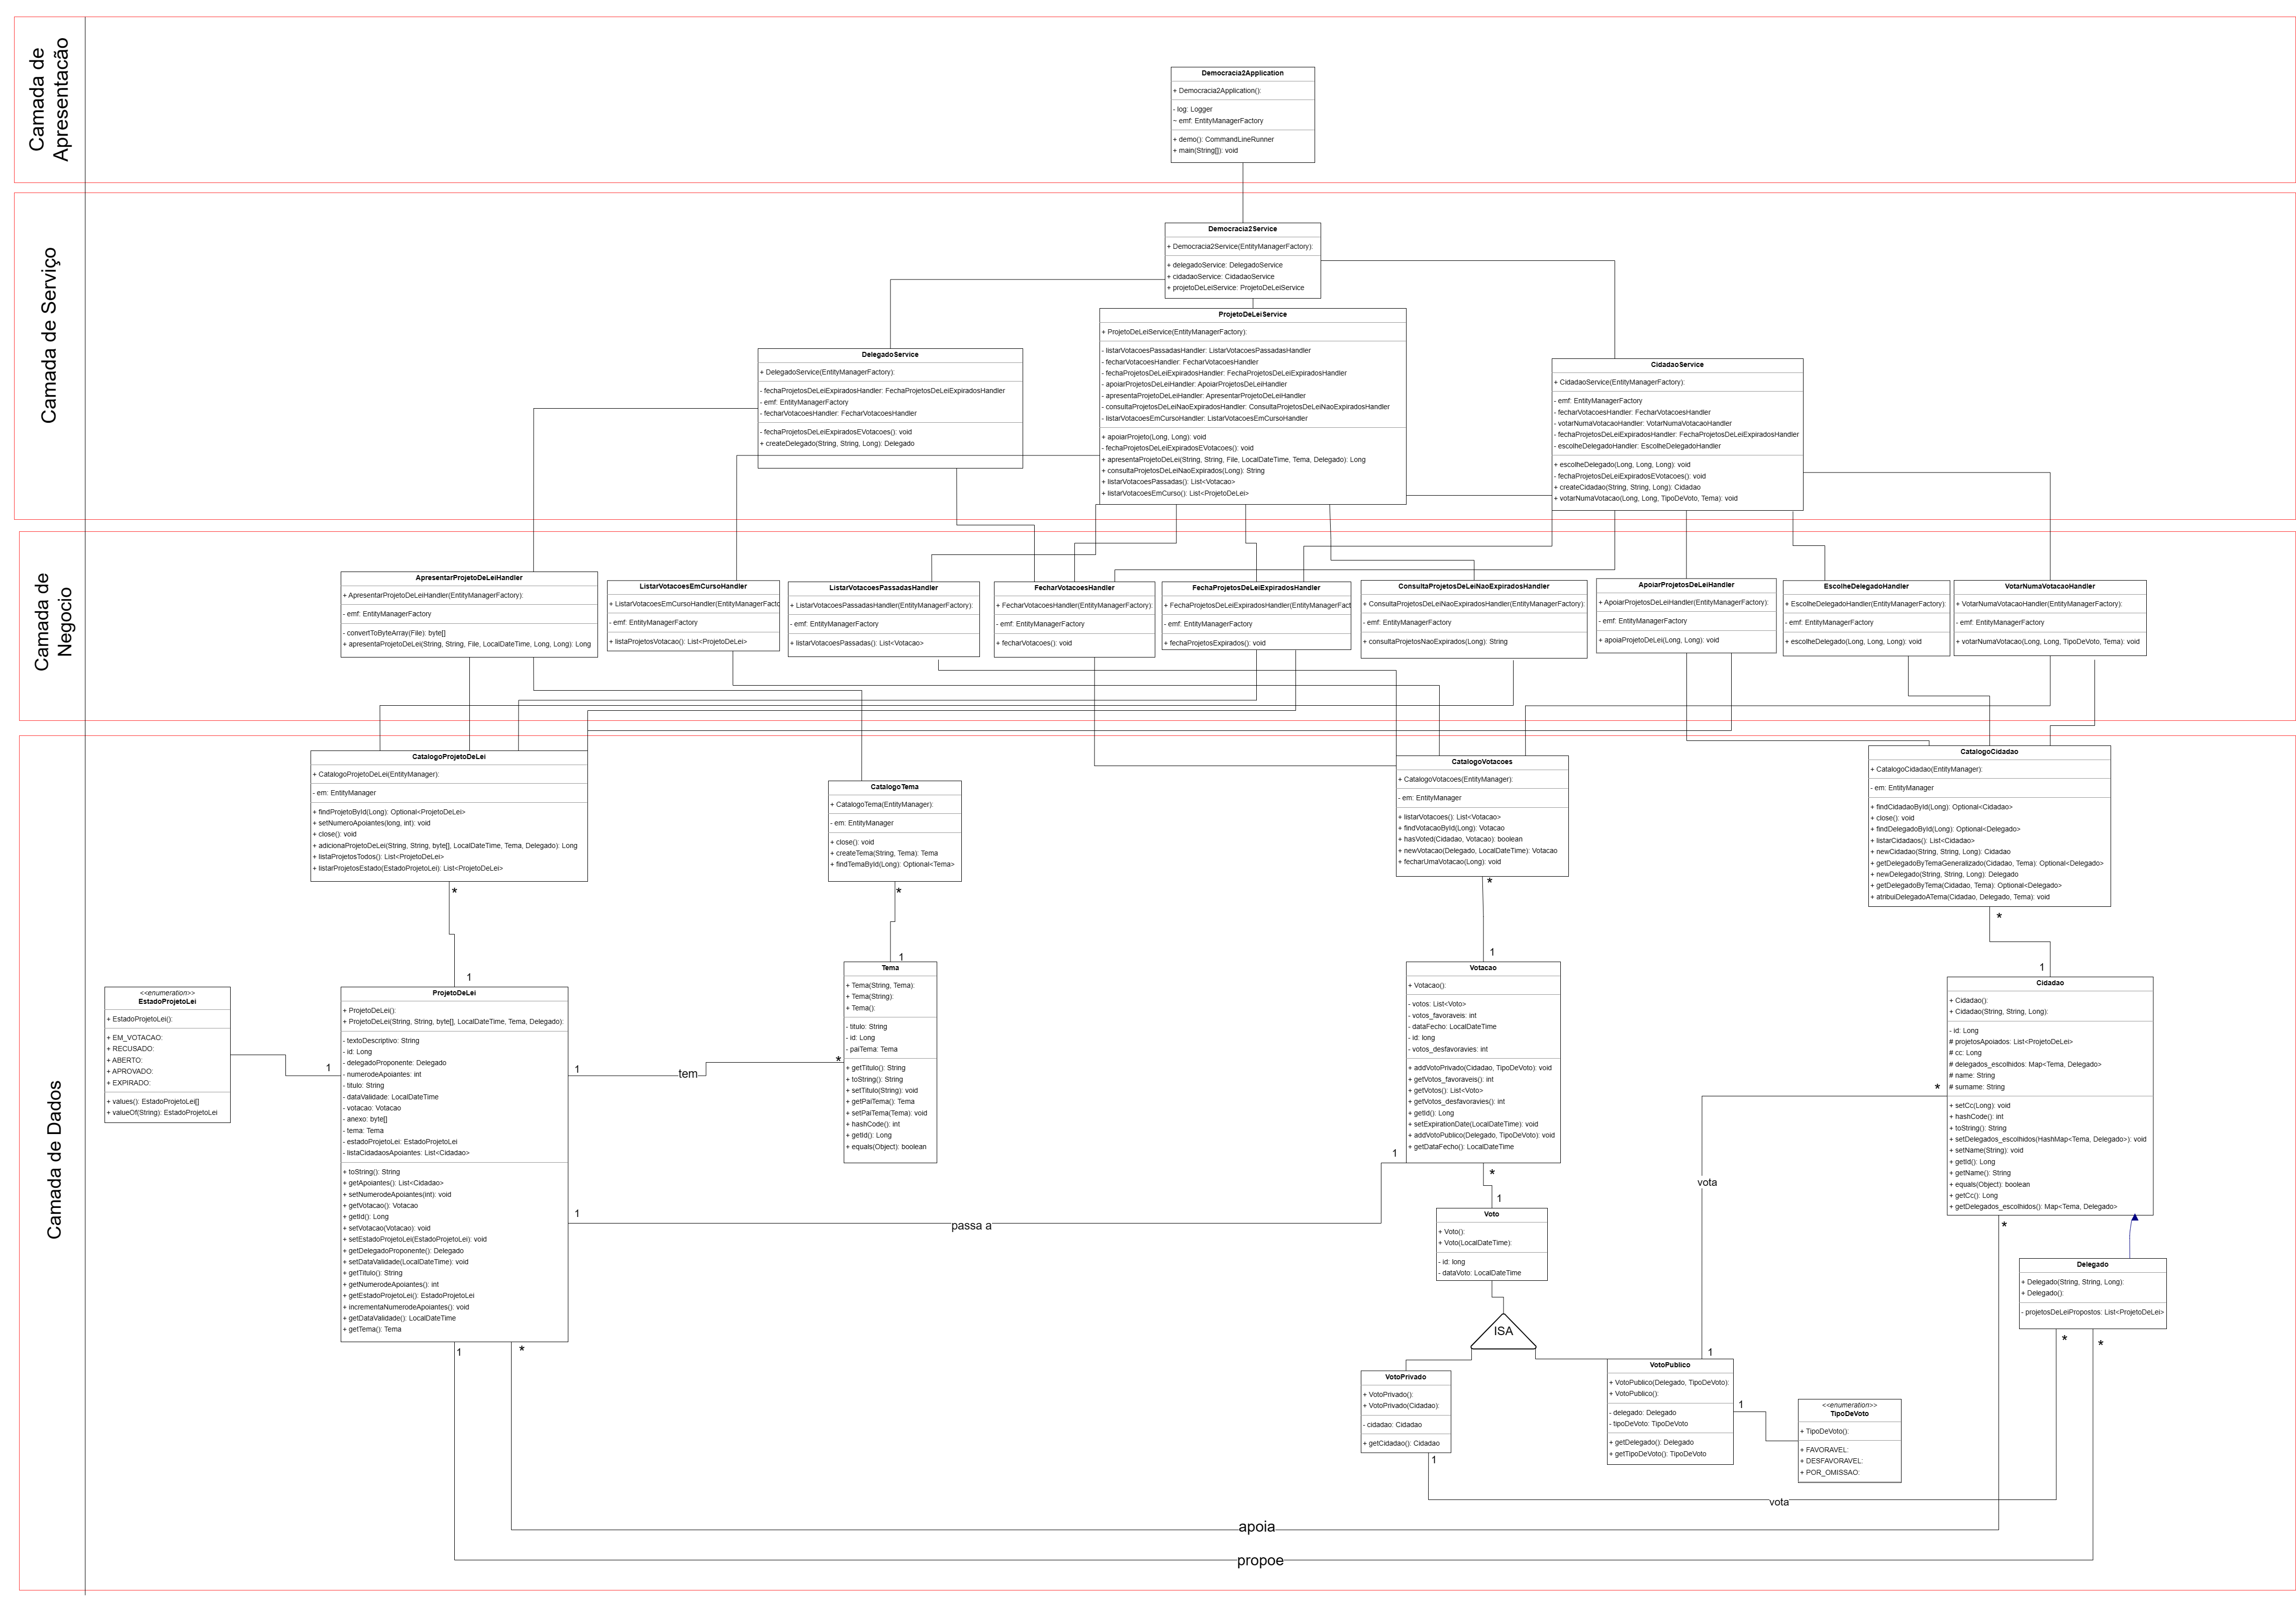 Camada de
Apresentacão
Democracia2Application
+ Democracia2Application():
- log: Logger
~ emf: EntityManagerFactory
+ demo(): CommandLineRunner
+ main(String[]): void
Camada de Serviço
Democracia2Service
+ Democracia2Service(EntityManagerFactory):
+ delegadoService: DelegadoService
+ cidadaoService: CidadaoService
+ projetoDeLeiService: ProjetoDeLeiService
ProjetoDeLeiService
+ ProjetoDeLeiService(EntityManagerFactory):
- listarVotacoesPassadasHandler: ListarVotacoesPassadasHandler
- fecharVotacoesHandler: FecharVotacoesHandler
- fechaProjetosDeLeiExpiradosHandler: FechaProjetosDeLeiExpiradosHandler
- apoiarProjetosDeLeiHandler: ApoiarProjetosDeLeiHandler
- apresentaProjetoDeLeiHandler: ApresentarProjetoDeLeiHandler
- consultaProjetosDeLeiNaoExpiradosHandler: ConsultaProjetosDeLeiNaoExpiradosHandler
- listarVotacoesEmCursoHandler: ListarVotacoesEmCursoHandler
+ apoiarProjeto(Long, Long): void
- fechaProjetosDeLeiExpiradosEVotacoes(): void
+ apresentaProjetoDeLei(String, String, File, LocalDateTime, Tema, Delegado): Long
+ consultaProjetosDeLeiNaoExpirados(Long): String
+ listarVotacoesPassadas(): List<Votacao>
+ listarVotacoesEmCurso(): List<ProjetoDeLei>
DelegadoService
+ DelegadoService(EntityManagerFactory):
- fechaProjetosDeLeiExpiradosHandler: FechaProjetosDeLeiExpiradosHandler
- emf: EntityManagerFactory
- fecharVotacoesHandler: FecharVotacoesHandler
- fechaProjetosDeLeiExpiradosEVotacoes(): void
+ createDelegado(String, String, Long): Delegado
CidadaoService
+ CidadaoService(EntityManagerFactory):
- emf: EntityManagerFactory
- fecharVotacoesHandler: FecharVotacoesHandler
- votarNumaVotacaoHandler: VotarNumaVotacaoHandler
- fechaProjetosDeLeiExpiradosHandler: FechaProjetosDeLeiExpiradosHandler
- escolheDelegadoHandler: EscolheDelegadoHandler
+ escolheDelegado(Long, Long, Long): void
- fechaProjetosDeLeiExpiradosEVotacoes(): void
+ createCidadao(String, String, Long): Cidadao
+ votarNumaVotacao(Long, Long, TipoDeVoto, Tema): void
Camada de
Negocio
ApresentarProjetoDeLeiHandler
+ ApresentarProjetoDeLeiHandler(EntityManagerFactory):
- emf: EntityManagerFactory
- convertToByteArray(File): byte[]
+ apresentaProjetoDeLei(String, String, File, LocalDateTime, Long, Long): Long
ListarVotacoesEmCursoHandler
+ ListarVotacoesEmCursoHandler(EntityManagerFacto
- emf: EntityManagerFactory
+ listaProjetosVotacao(): List<ProjetoDeLei>
ListarVotacoesPassadasHandler
+ ListarVotacoesPassadasHandler(EntityManagerFactory):
- emf: EntityManagerFactory
+ listarVotacoesPassadas(): List<Votacao>
FecharVotacoesHandler
+ FecharVotacoesHandler(EntityManagerFactory):
- emf: EntityManagerFactory
+ fecharVotacoes(): void
FechaProjetosDeLeiExpiradosHandler
+ FechaProjetosDeLeiExpiradosHandler(EntityManagerFact
- emf: EntityManagerFactory
+ fechaProjetosExpirados(): void
ConsultaProjetosDeLeiNaoExpiradosHandler
+ ConsultaProjetosDeLeiNaoExpiradosHandler(EntityManagerFactory):
- emf: EntityManagerFactory
+ consultaProjetosNaoExpirados(Long): String
ApoiarProjetosDeLeiHandler
+ ApoiarProjetosDeLeiHandler(EntityManagerFactory):
- emf: EntityManagerFactory
+ apoiaProjetoDeLei(Long, Long): void
EscolheDelegadoHandler
+ EscolheDelegadoHandler(EntityManagerFactory):
- emf: EntityManagerFactory
+ escolheDelegado(Long, Long, Long): void
VotarNumaVotacaoHandler
+ VotarNumaVotacaoHandler(EntityManagerFactory):
- emf: EntityManagerFactory
+ votarNumaVotacao(Long, Long, TipoDeVoto, Tema): void
Camada de Dados
CatalogoProjetoDeLei
+ CatalogoProjetoDeLei(EntityManager):
- em: EntityManager
+ findProjetoById(Long): Optional<ProjetoDeLei>
+ setNumeroApoiantes(long, int): void
+ close(): void
+ adicionaProjetoDeLei(String, String, byte[], LocalDateTime, Tema, Delegado): Long
+ listaProjetosTodos(): List<ProjetoDeLei>
+ listarProjetosEstado(EstadoProjetoLei): List<ProjetoDeLei>
*
1
CatalogoTema
+ CatalogoTema(EntityManager):
- em: EntityManager
+ close(): void
+ createTema(String, Tema): Tema
+ findTemaById(Long): Optional<Tema>
*
1
CatalogoVotacoes
+ CatalogoVotacoes(EntityManager):
- em: EntityManager
+ listarVotacoes(): List<Votacao>
+ findVotacaoById(Long): Votacao
+ hasVoted(Cidadao, Votacao): boolean
+ newVotacao(Delegado, LocalDateTime): Votacao
+ fecharUmaVotacao(Long): void
*
1
CatalogoCidadao
+ CatalogoCidadao(EntityManager):
- em: EntityManager
+ findCidadaoById(Long): Optional<Cidadao>
+ close(): void
+ findDelegadoById(Long): Optional<Delegado>
+ listarCidadaos(): List<Cidadao>
+ newCidadao(String, String, Long): Cidadao
+ getDelegadoByTemaGeneralizado(Cidadao, Tema): Optional<Delegado>
+ newDelegado(String, String, Long): Delegado
+ getDelegadoByTema(Cidadao, Tema): Optional<Delegado>
+ atribuiDelegadoATema(Cidadao, Delegado, Tema): void
*
1
<<enumeration>>
EstadoProjetoLei
+ EstadoProjetoLei():
+ EM_VOTACAO:
+ RECUSADO:
+ ABERTO:
+ APROVADO:
+ EXPIRADO:
+ values(): EstadoProjetoLei[]
+ valueOf(String): EstadoProjetoLei
1
ProjetoDeLei
+ ProjetoDeLei():
+ ProjetoDeLei(String, String, byte[], LocalDateTime, Tema, Delegado):
- textoDescriptivo: String
- id: Long
- delegadoProponente: Delegado
- numerodeApoiantes: int
- titulo: String
- dataValidade: LocalDateTime
- votacao: Votacao
- anexo: byte[]
- tema: Tema
- estadoProjetoLei: EstadoProjetoLei
- listaCidadaosApoiantes: List<Cidadao>
+ toString(): String
+ getApoiantes(): List<Cidadao>
+ setNumerodeApoiantes(int): void
+ getVotacao(): Votacao
+ getId(): Long
+ setVotacao(Votacao): void
+ setEstadoProjetoLei(EstadoProjetoLei): void
+ getDelegadoProponente(): Delegado
+ setDataValidade(LocalDateTime): void
+ getTitulo(): String
+ getNumerodeApoiantes(): int
+ getEstadoProjetoLei(): EstadoProjetoLei
+ incrementaNumerodeApoiantes(): void
+ getDataValidade(): LocalDateTime
+ getTema(): Tema
1
tem
*
Tema
+ Tema(String, Tema):
+ Tema(String):
+ Tema():
- titulo: String
- id: Long
- paiTema: Tema
+ getTitulo(): String
+ toString(): String
+ setTitulo(String): void
+ getPaiTema(): Tema
+ setPaiTema(Tema): void
+ hashCode(): int
+ getId(): Long
+ equals(Object): boolean
1
passa a
1
Votacao
+ Votacao():
- votos: List<Voto>
- votos_favoraveis: int
- dataFecho: LocalDateTime
- id: long
- votos_desfavoravies: int
+ addVotoPrivado(Cidadao, TipoDeVoto): void
+ getVotos_favoraveis(): int
+ getVotos(): List<Voto>
+ getVotos_desfavoravies(): int
+ getId(): Long
+ setExpirationDate(LocalDateTime): void
+ addVotoPublico(Delegado, TipoDeVoto): void
+ getDataFecho(): LocalDateTime
*
1
Voto
+ Voto():
+ Voto(LocalDateTime):
- id: long
- dataVoto: LocalDateTime
ISA
Cidadao
+ Cidadao():
+ Cidadao(String, String, Long):
- id: Long
# projetosApoiados: List<ProjetoDeLei>
# cc: Long
# delegados_escolhidos: Map<Tema, Delegado>
# name: String
# surname: String
+ setCc(Long): void
+ hashCode(): int
+ toString(): String
+ setDelegados_escolhidos(HashMap<Tema, Delegado>): void
+ setName(String): void
+ getId(): Long
+ getName(): String
+ equals(Object): boolean
+ getCc(): Long
+ getDelegados_escolhidos(): Map<Tema, Delegado>
*
vota
1
*
Delegado
+ Delegado(String, String, Long):
+ Delegado():
- projetosDeLeiPropostos: List<ProjetoDeLei>
*
*
VotoPrivado
+ VotoPrivado():
+ VotoPrivado(Cidadao):
- cidadao: Cidadao
+ getCidadao(): Cidadao
1
VotoPublico
+ VotoPublico(Delegado, TipoDeVoto):
+ VotoPublico():
- delegado: Delegado
- tipoDeVoto: TipoDeVoto
+ getDelegado(): Delegado
+ getTipoDeVoto(): TipoDeVoto
1
<<enumeration>>
TipoDeVoto
+ TipoDeVoto():
+ FAVORAVEL:
+ DESFAVORAVEL:
+ POR_OMISSAO:
vota
1
*
apoia
propoe